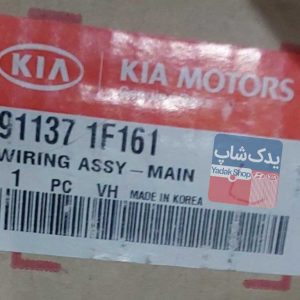 KIA KIA MOTORS
91137 1F161
WIRING ASSY-MAIN
1 PC VH MADE IN KOREA
یدک‌شاپ
Yadak Shop